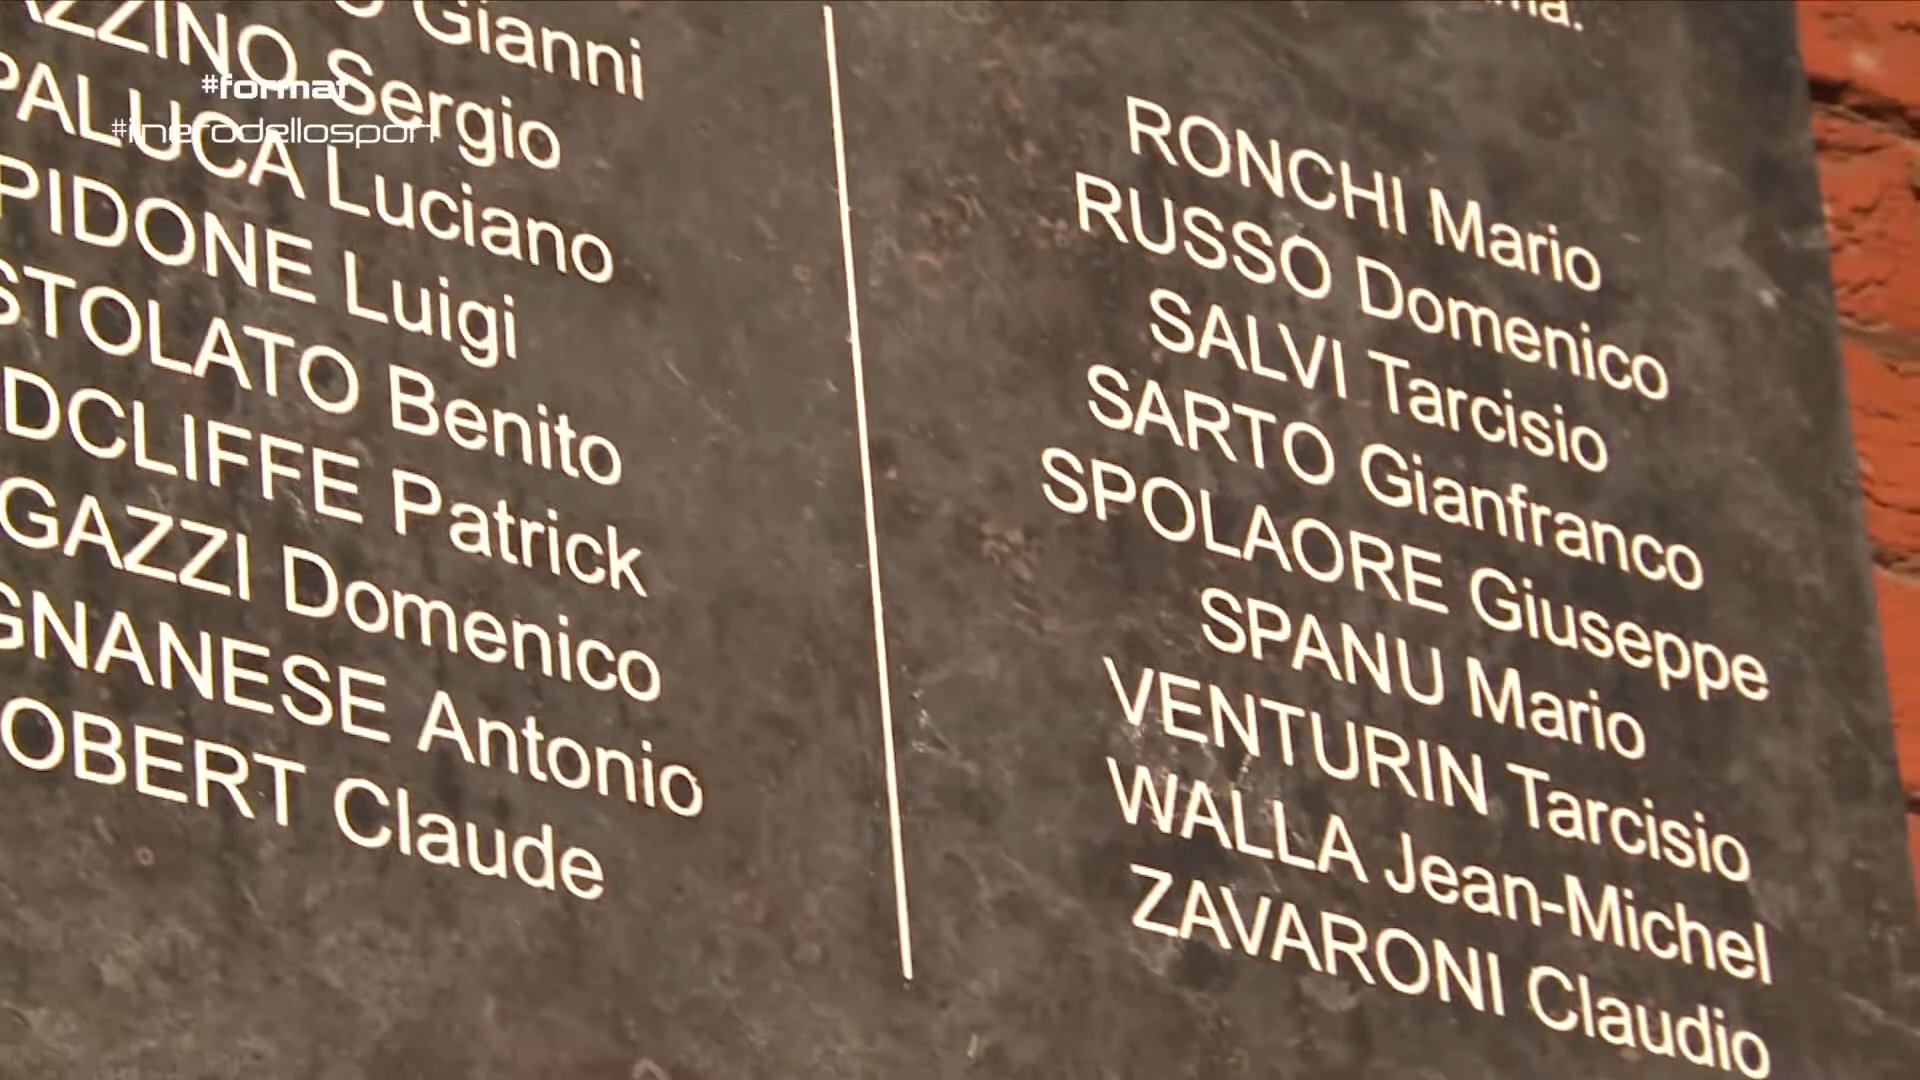 #format
#ilnerodellosport
Gianni
ZZINO Sergio
PALUCA Luciano
PIDONE Luigi
STOLATO Benito
DCLIFFE Patrick
GAZZI Domenico
GNANESE Antonio
OBERT Claude
RONCHI Mario
RUSSO Domenico
SALVI Tarcisio
SARTO Gianfranco
SPOLAORE Giuseppe
SPANU Mario
VENTURIN Tarcisio
WALLA Jean-Michel
ZAVARONI Claudio